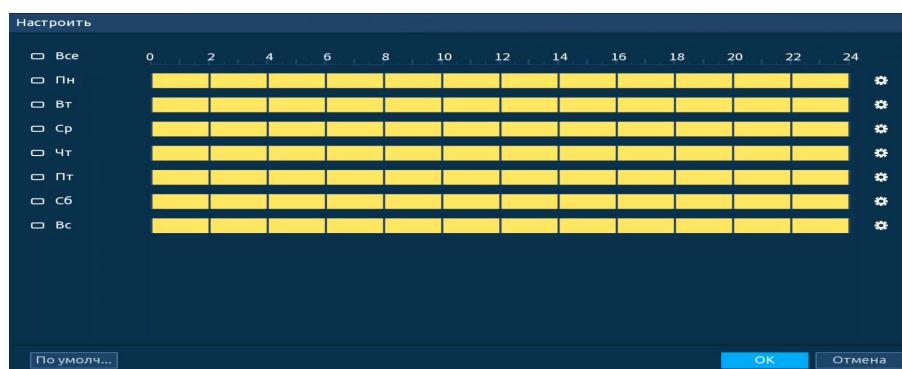 Настроить
Все 0 2 4 6 8 10 12 14 16 18 20 22 24
Пн
Вт
Ср
Чт
Пт
Сб
Вс
По умолч... OK Отмена